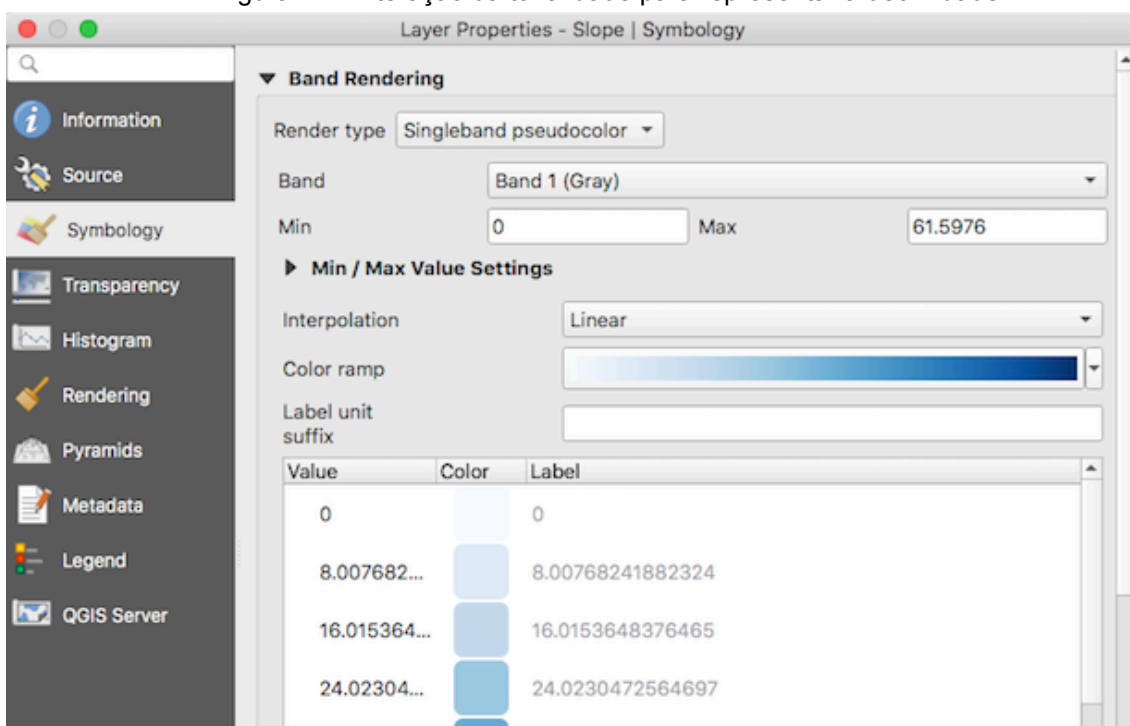 Layer Properties - Slope | Symbology
Band Rendering
Information
Render type Singleband pseudocolor
Source
Band Band 1 (Gray)
Symbology
Min 0 Max 61.5976
Min / Max Value Settings
Transparency
Interpolation Linear
Histogram
Color ramp
Rendering
Label unit
suffix
Pyramids
Value Color Label
Metadata
0 0
Legend
8.007682... 8.00768241882324
QGIS Server
16.015364... 16.0153648376465
24.02304... 24.0230472564697